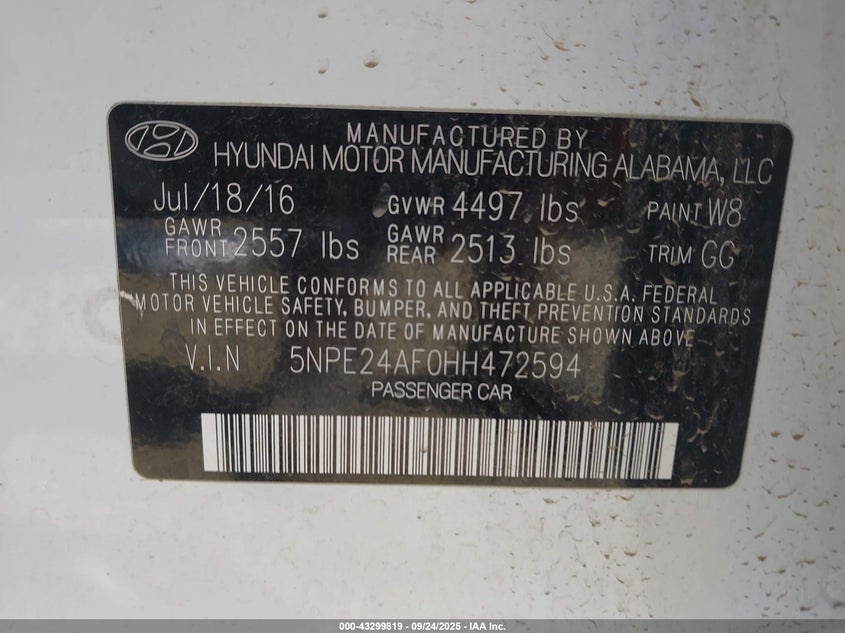 MANUFACTURED BY
HYUNDAI MOTOR MANUFACTURING ALABAMA, LLC
Jul/18/16 GVWR 4497 lbs PAINT W8
GAWR FRONT 2557 lbs GAWR REAR 2513 lbs TRIM GG
THIS VEHICLE CONFORMS TO ALL APPLICABLE U.S.A. FEDERAL
MOTOR VEHICLE SAFETY, BUMPER, AND THEFT PREVENTION STANDARDS
IN EFFECT ON THE DATE OF MANUFACTURE SHOWN ABOVE
V.I.N 5NPE24AF0HH472594
PASSENGER CAR
000-43299819 - 09/24/2025 - IAA Inc.